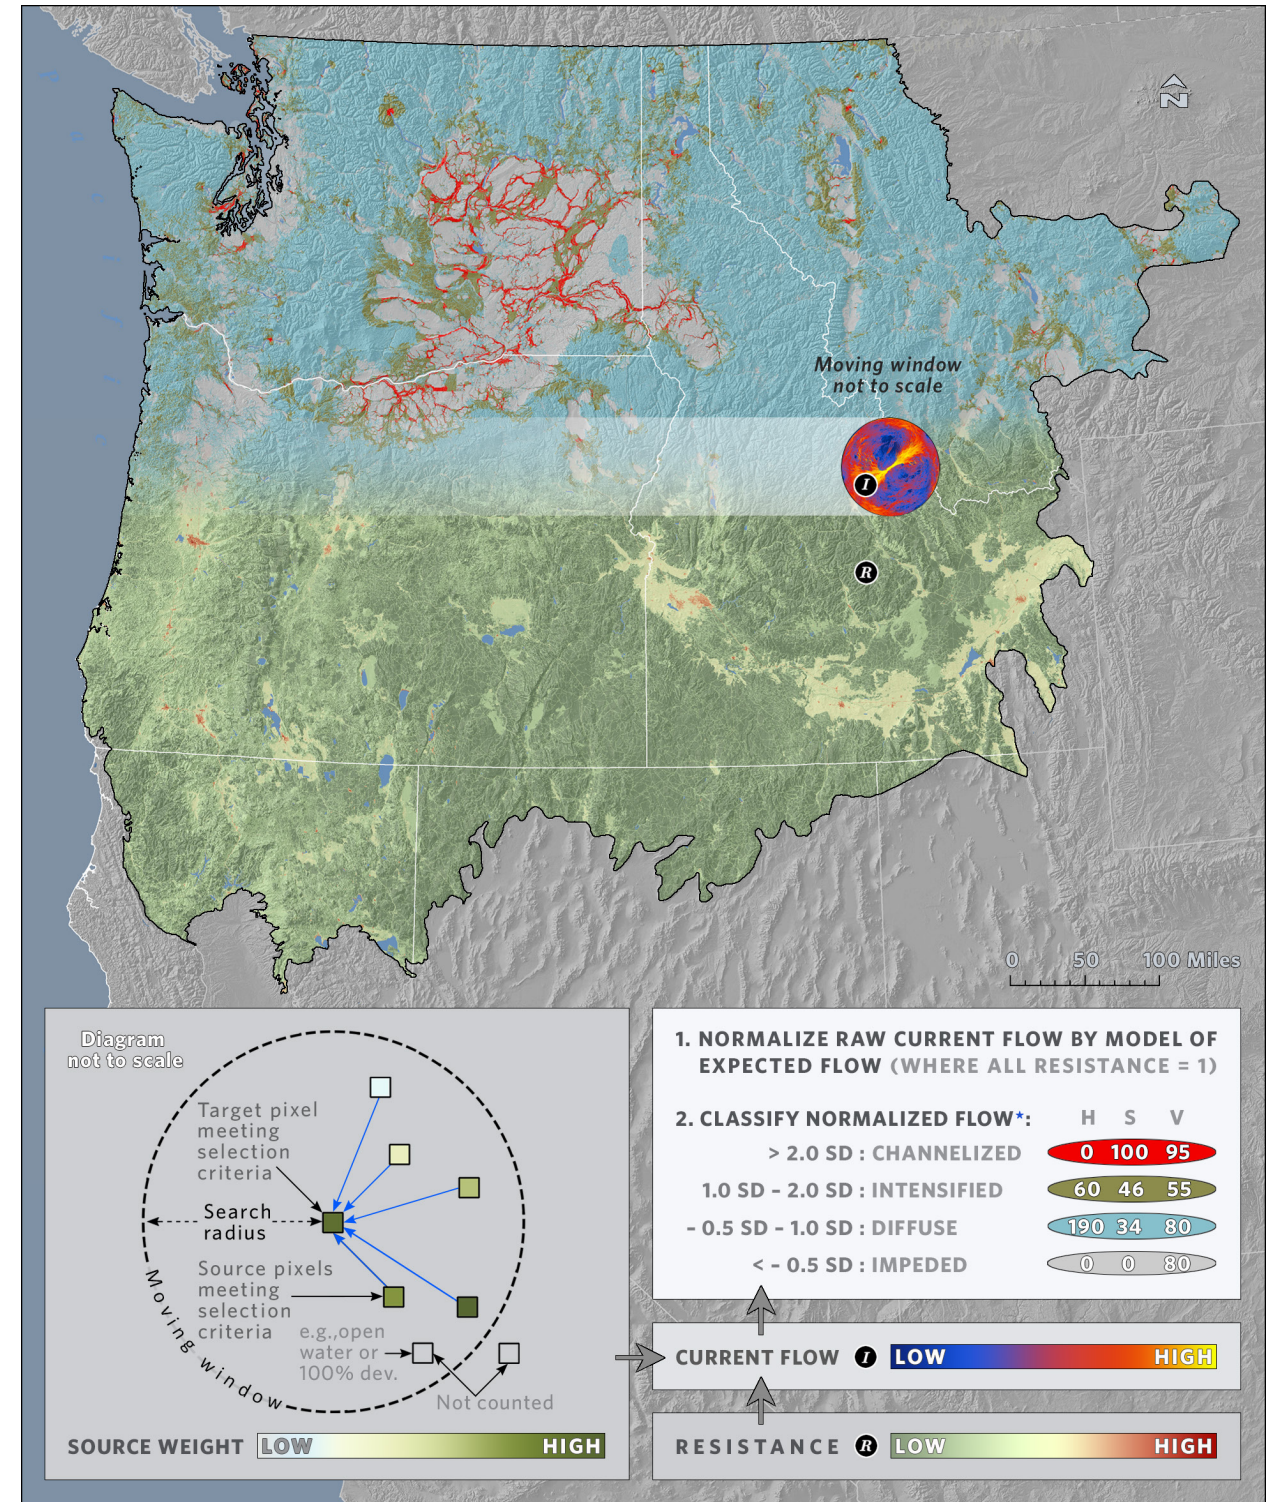 N
Moving window
not to scale
I
R
0 50 100 Miles
Diagram
not to scale
Target pixel
meeting
selection
criteria
Search
radius
Source pixels
meeting
selection
criteria
Moving window
e.g.,open
water or
100% dev.
Not counted
SOURCE WEIGHT LOW HIGH
1. NORMALIZE RAW CURRENT FLOW BY MODEL OF
EXPECTED FLOW (WHERE ALL RESISTANCE = 1)
2. CLASSIFY NORMALIZED FLOW★: H S V
> 2.0 SD : CHANNELIZED 0 100 95
1.0 SD – 2.0 SD : INTENSIFIED 60 46 55
– 0.5 SD – 1.0 SD : DIFFUSE 190 34 80
< – 0.5 SD : IMPEDED 0 0 80
CURRENT FLOW I LOW HIGH
RESISTANCE R LOW HIGH